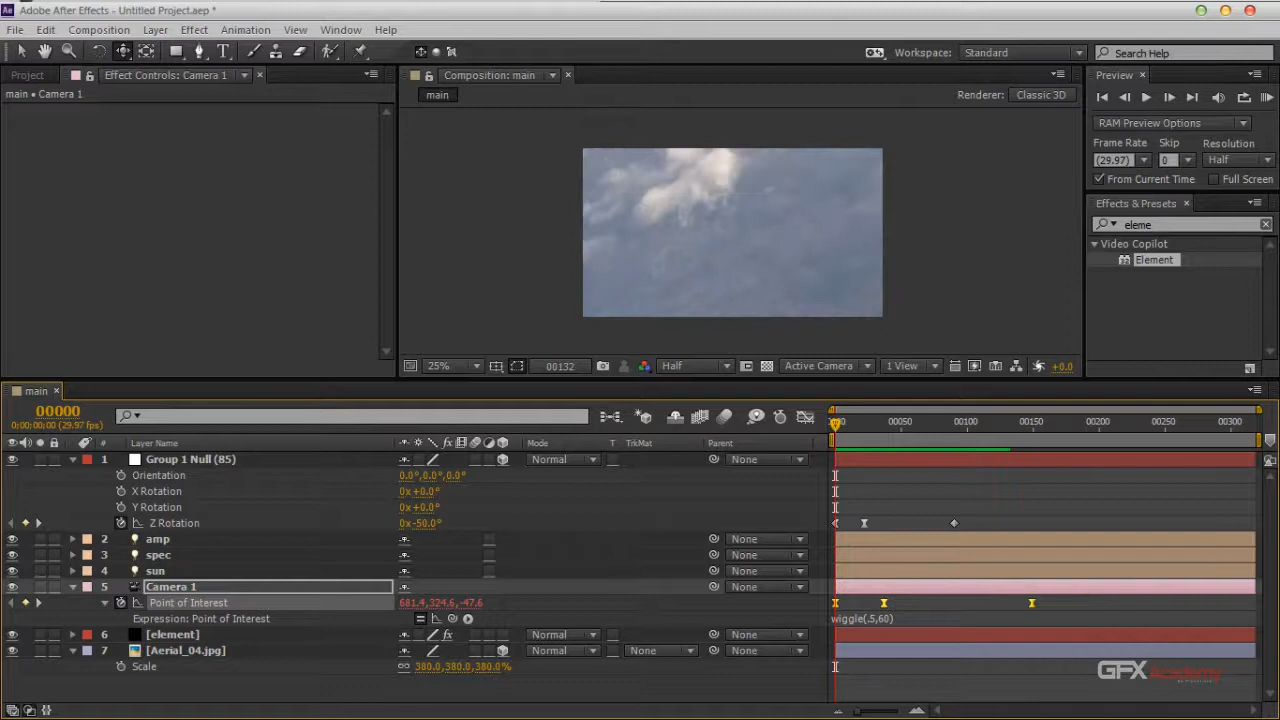 Adobe After Effects - Untitled Project.aep *
File Edit Composition Layer Effect Animation View Window Help
Workspace: Standard Search Help
Project Effect Controls: Camera 1 Composition: main Preview
main • Camera 1
main Renderer: Classic 3D
RAM Preview Options
Frame Rate Skip Resolution
(29.97) 0 Half
From Current Time Full Screen
Effects & Presets
eleme
Video Copilot
Element
25% 00132 Half Active Camera 1 View +0.0
main
00000
0;00;00;00 (29.97 fps)
00050 00100 00150 00200 00250 00300
# Layer Name Mode T TrkMat Parent
1 Group 1 Null (85) Normal None
Orientation 0.0°,0.0°,0.0°
X Rotation 0x+0.0°
Y Rotation 0x+0.0°
Z Rotation 0x-50.0°
2 amp None
3 spec None
4 sun None
5 Camera 1 None
Point of Interest 681.4,324.6,-47.6
Expression: Point of Interest wiggle(.5,60)
6 [element] Normal None
7 [Aerial_04.jpg] Normal None None
Scale 380.0,380.0,380.0%
GFX Academy